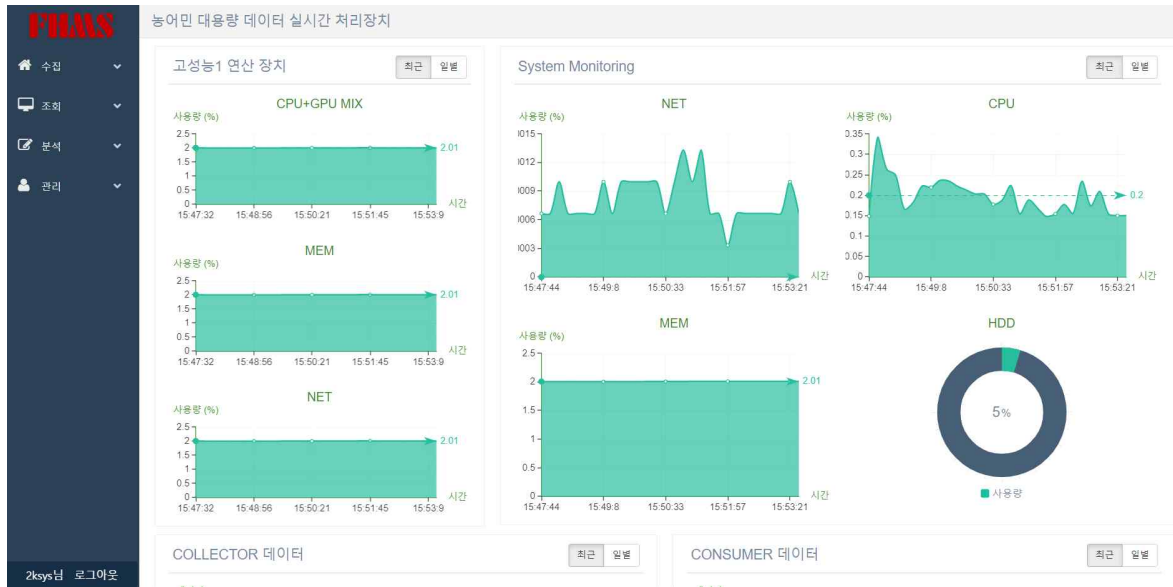 FHMS
농어민 대용량 데이터 실시간 처리장치
수집
조회
분석
관리
2ksys님 로그아웃
고성능1 연산 장치
최근 일별
CPU+GPU MIX
사용량 (%)
2.5
2
1.5
1
0.5
0
2.01
시간
15:47:32 15:48:56 15:50:21 15:51:45 15:53:9
MEM
사용량 (%)
2.5
2
1.5
1
0.5
0
2.01
시간
15:47:32 15:48:56 15:50:21 15:51:45 15:53:9
NET
사용량 (%)
2.5
2
1.5
1
0.5
0
2.01
시간
15:47:32 15:48:56 15:50:21 15:51:45 15:53:9
System Monitoring
최근 일별
NET
사용량 (%)
0015
0012
0009
0006
0003
0
시간
15:47:44 15:49:8 15:50:33 15:51:57 15:53:21
CPU
사용량 (%)
0.35
0.3
0.25
0.2
0.15
0.1
0.05
0
0.2
시간
15:47:44 15:49:8 15:50:33 15:51:57 15:53:21
MEM
사용량 (%)
2.5
2
1.5
1
0.5
0
2.01
시간
15:47:44 15:49:8 15:50:33 15:51:57 15:53:21
HDD
5%
사용량
COLLECTOR 데이터
최근 일별
CONSUMER 데이터
최근 일별